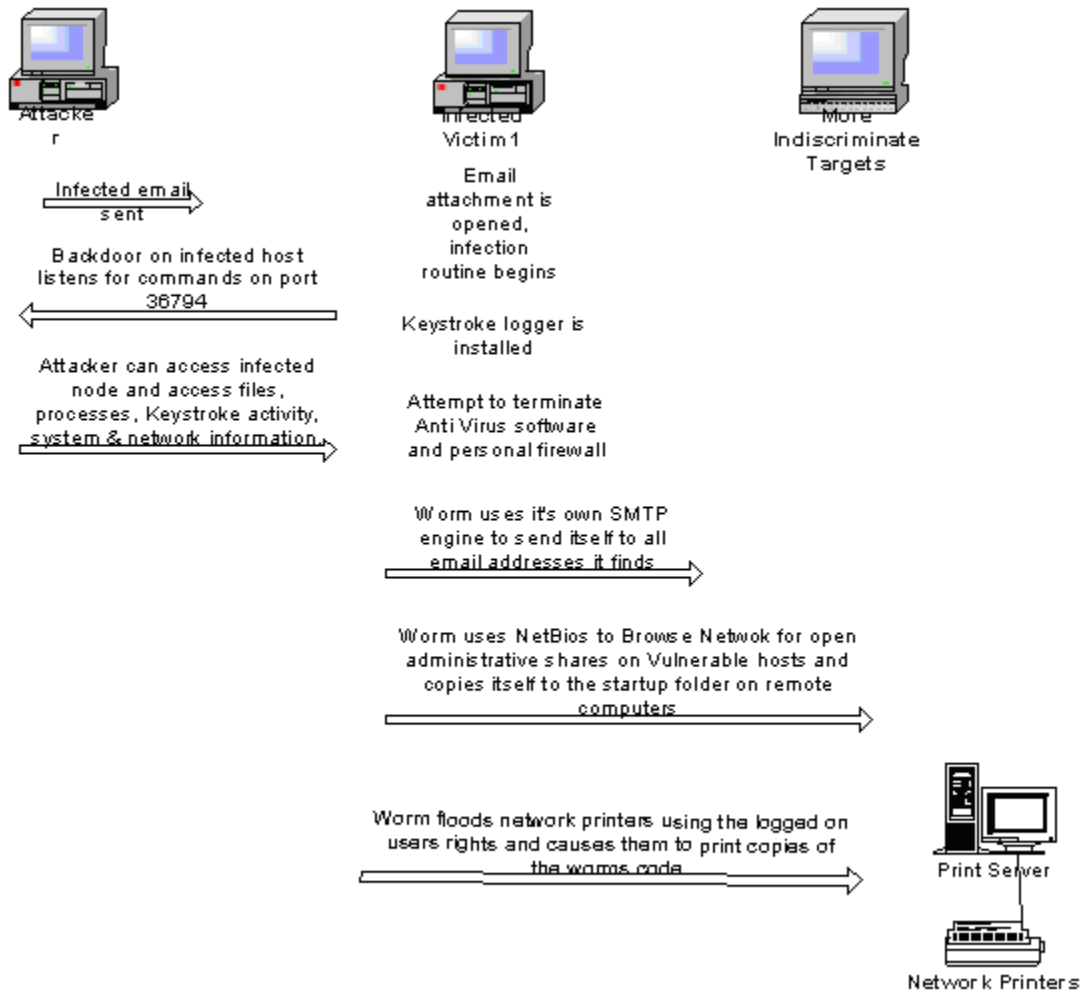 Attacke
r
Infected
Victim1
More
Indiscriminate
Targets
Infected email
sent
Email
attachment is
opened,
infection
routine begins
Backdoor on infected host
listens for commands on port
36794
Keystroke logger is
installed
Attacker can access infected
node and access files,
processes, Keystroke activity,
system & network information.
Attempt to terminate
Anti Virus software
and personal firewall
Worm uses it's own SMTP
engine to send itself to all
email addresses it finds
Worm uses NetBios to Browse Netwok for open
administrative shares on Vulnerable hosts and
copies itself to the startup folder on remote
computers
Worm floods network printers using the logged on
users rights and causes them to print copies of
the worms code
Print Server
Network Printers